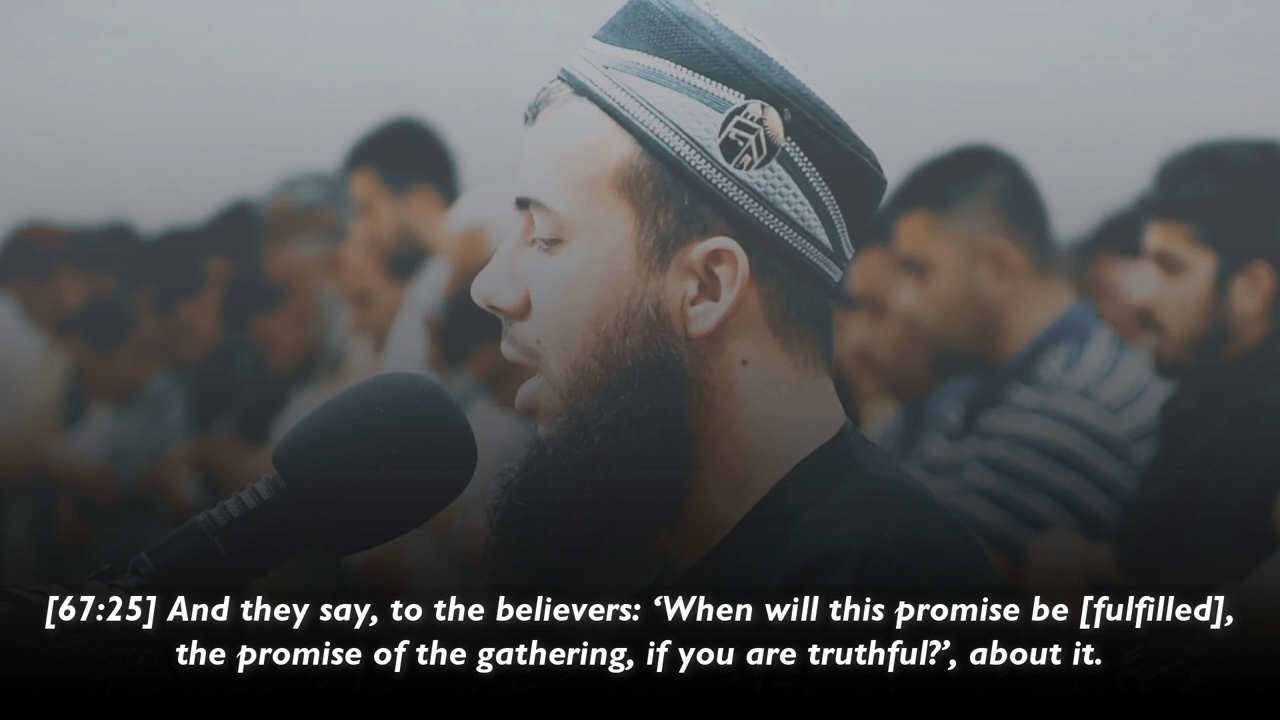 [67:25] And they say, to the believers: ‘When will this promise be [fulfilled],
the promise of the gathering, if you are truthful?’, about it.